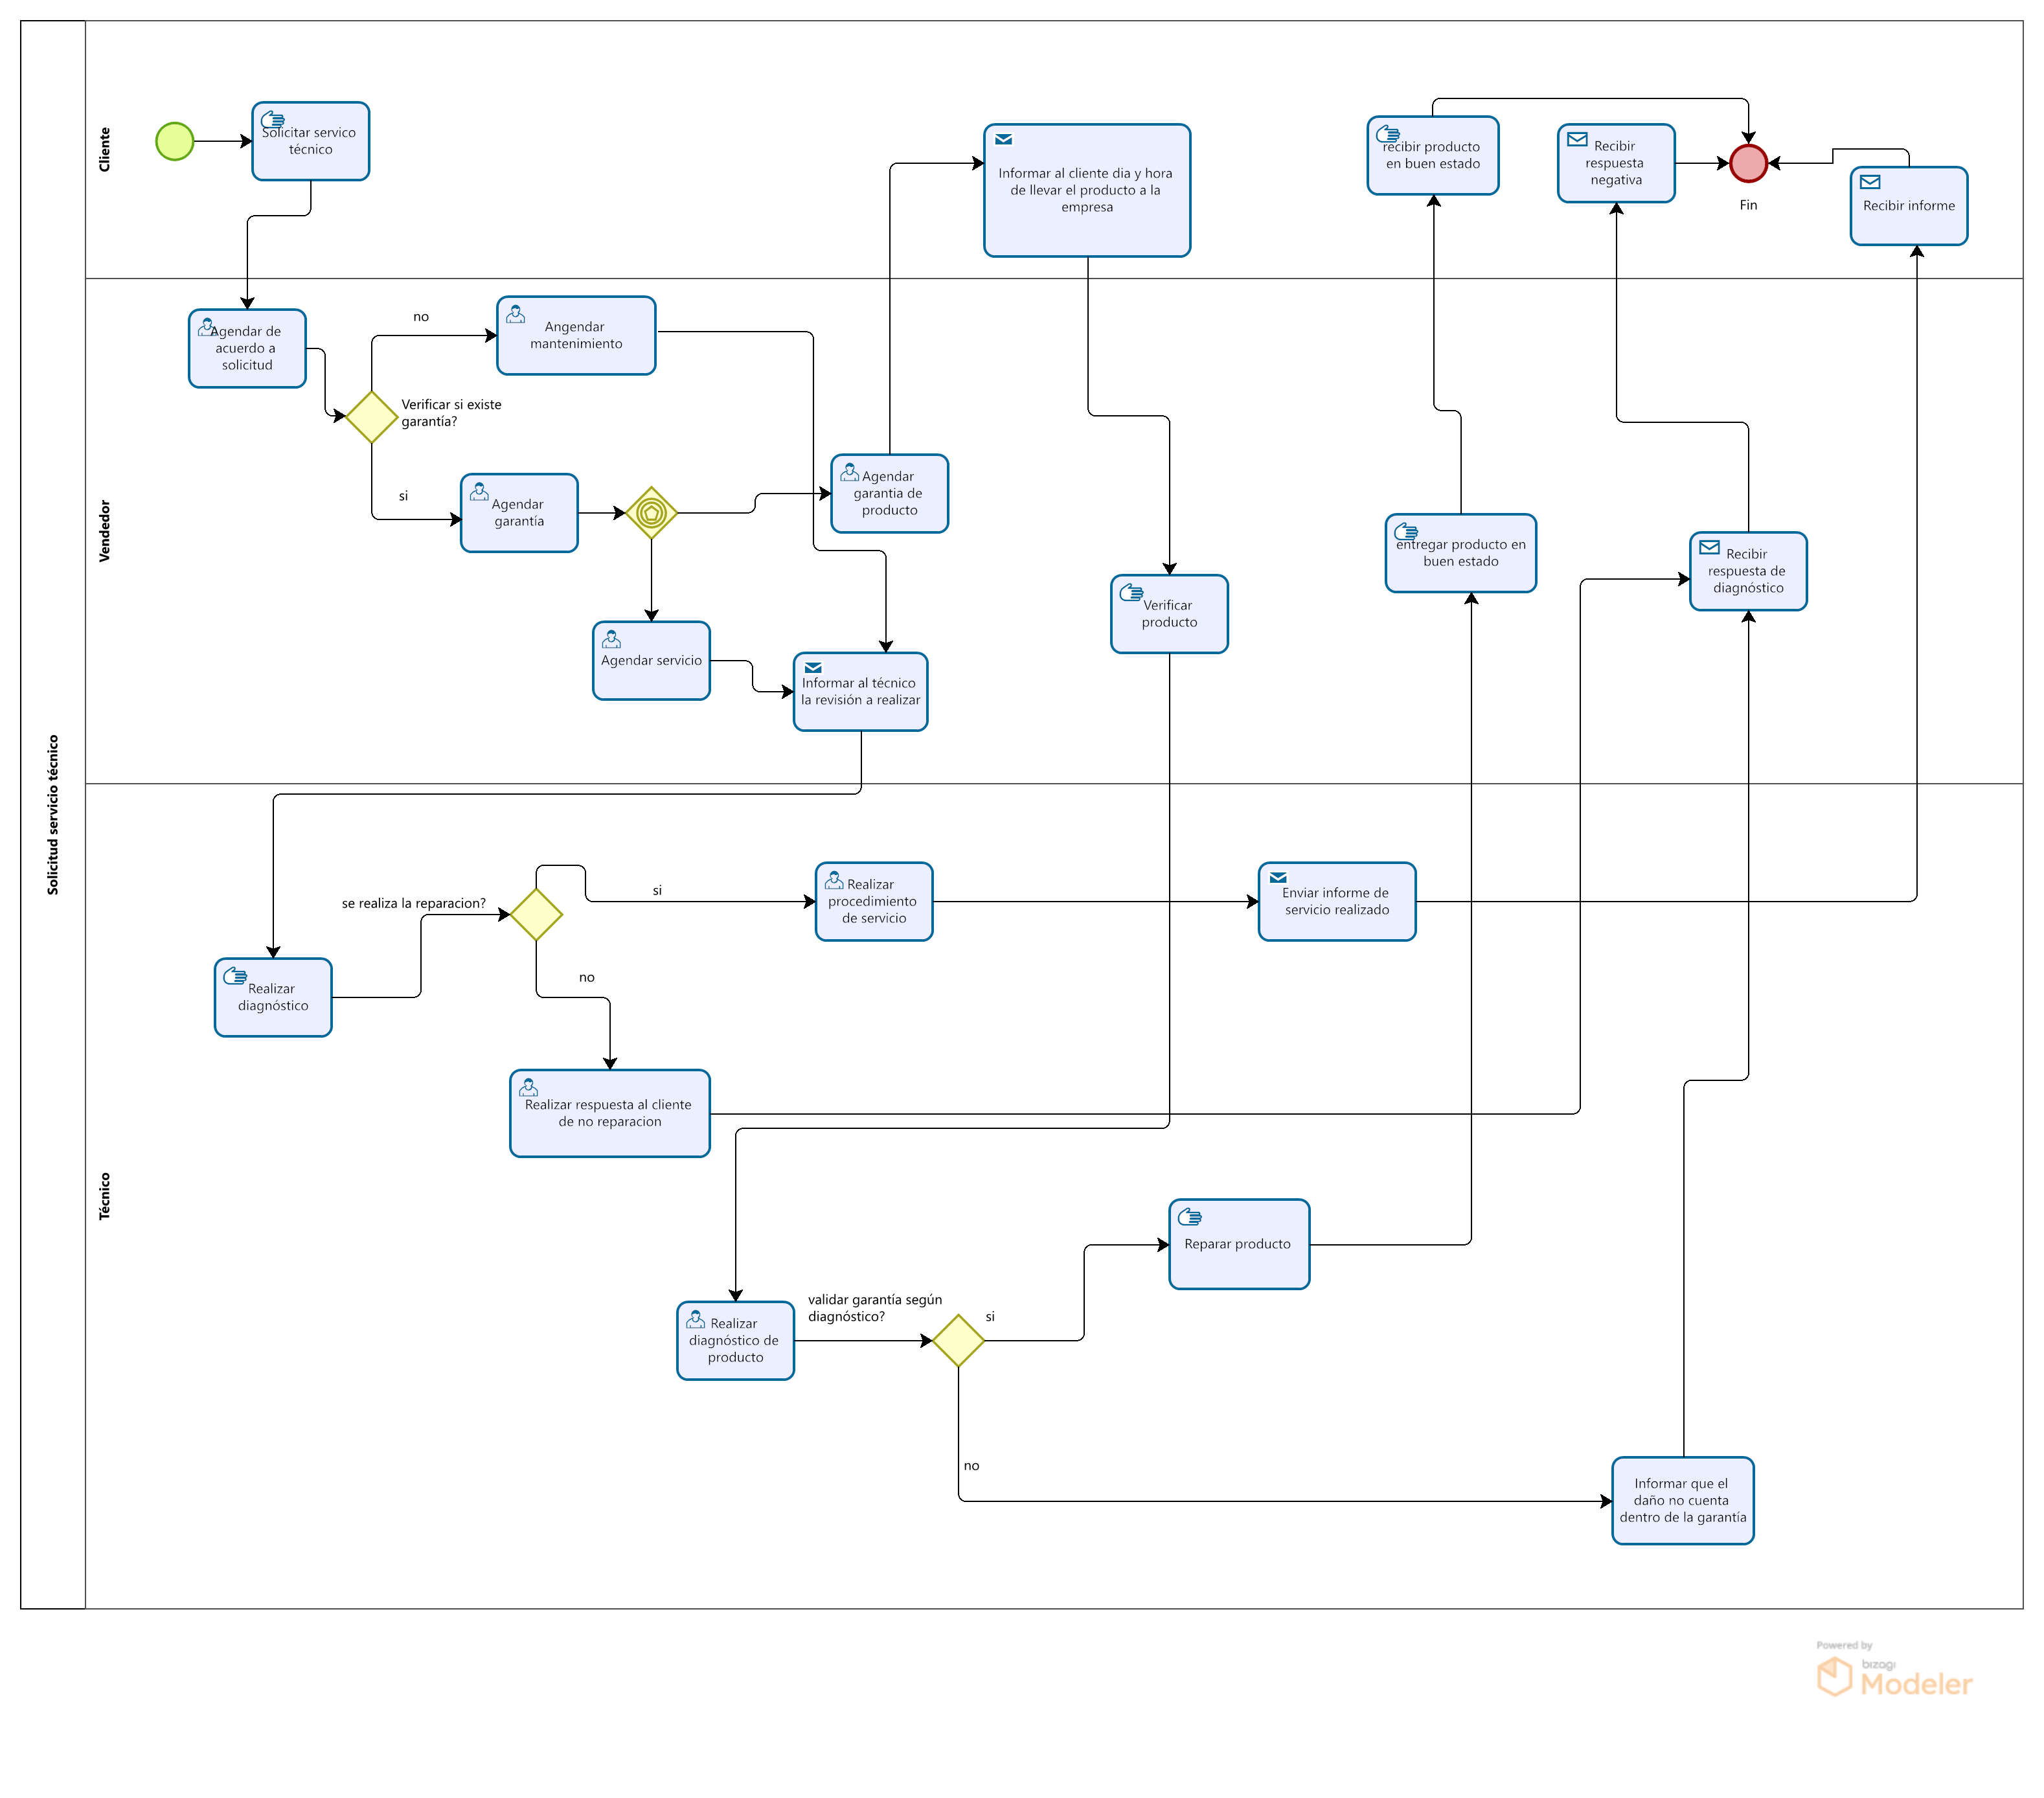 Solicitud servicio técnico
Cliente
Solicitar servico
técnico
Informar al cliente dia y hora
de llevar el producto a la
empresa
recibir producto
en buen estado
Recibir
respuesta
negativa
Fin
Recibir informe
Vendedor
Agendar de
acuerdo a
solicitud
no
Angendar
mantenimiento
Verificar si existe
garantía?
si
Agendar
garantía
Agendar
garantia de
producto
Agendar servicio
Informar al técnico
la revisión a realizar
Verificar
producto
entregar producto en
buen estado
Recibir
respuesta de
diagnóstico
Técnico
Realizar
diagnóstico
se realiza la reparacion?
si
Realizar
procedimiento
de servicio
Enviar informe de
servicio realizado
no
Realizar respuesta al cliente
de no reparacion
Realizar
diagnóstico de
producto
validar garantía según
diagnóstico?
si
Reparar producto
no
Informar que el
daño no cuenta
dentro de la garantía
Powered by
bizagi
Modeler